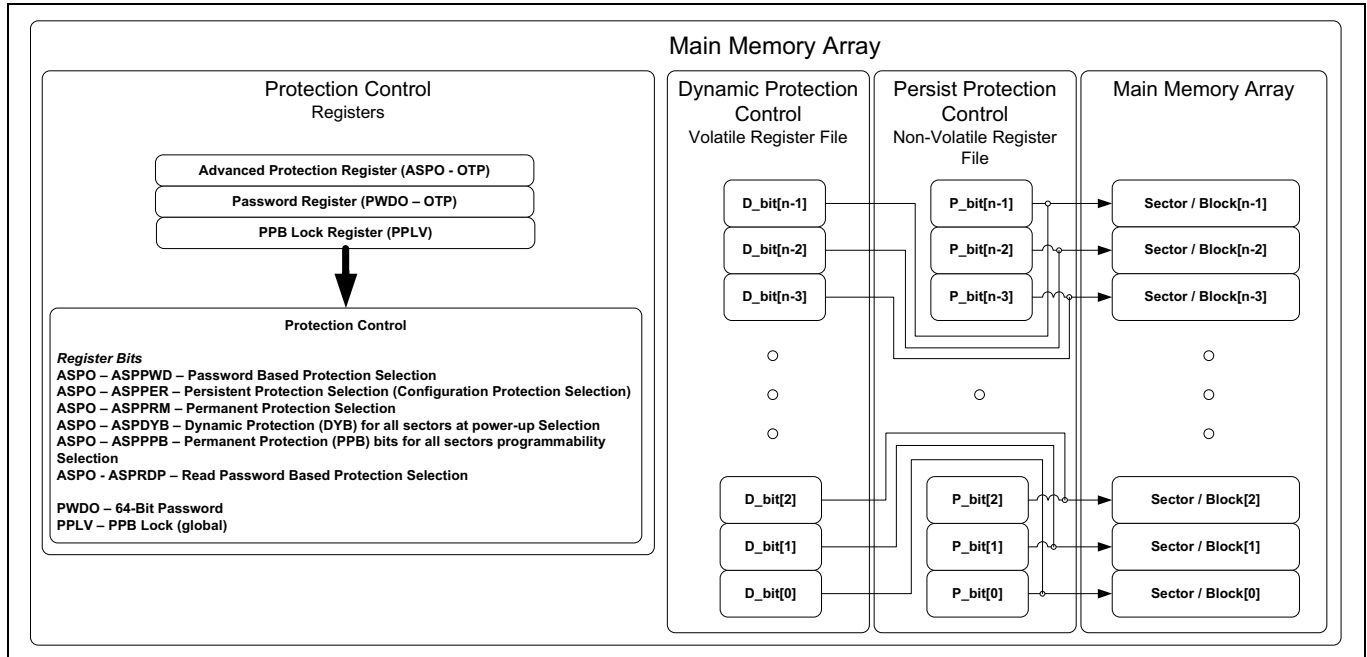 Main Memory Array
Protection Control
Registers
Advanced Protection Register (ASPO - OTP)
Password Register (PWDO – OTP)
PPB Lock Register (PPLV)
Protection Control
Register Bits
ASPO – ASPPWD – Password Based Protection Selection
ASPO – ASPPER – Persistent Protection Selection (Configuration Protection Selection)
ASPO – ASPPRM – Permanent Protection Selection
ASPO – ASPDYB – Dynamic Protection (DYB) for all sectors at power-up Selection
ASPO – ASPPPB – Permanent Protection (PPB) bits for all sectors programmability
Selection
ASPO - ASPRDP – Read Password Based Protection Selection
PWDO – 64-Bit Password
PPLV – PPB Lock (global)
Dynamic Protection
Control
Volatile Register File
D_bit[n-1]
D_bit[n-2]
D_bit[n-3]
D_bit[2]
D_bit[1]
D_bit[0]
Persist Protection
Control
Non-Volatile Register
File
P_bit[n-1]
P_bit[n-2]
P_bit[n-3]
P_bit[2]
P_bit[1]
P_bit[0]
Main Memory Array
Sector / Block[n-1]
Sector / Block[n-2]
Sector / Block[n-3]
Sector / Block[2]
Sector / Block[1]
Sector / Block[0]